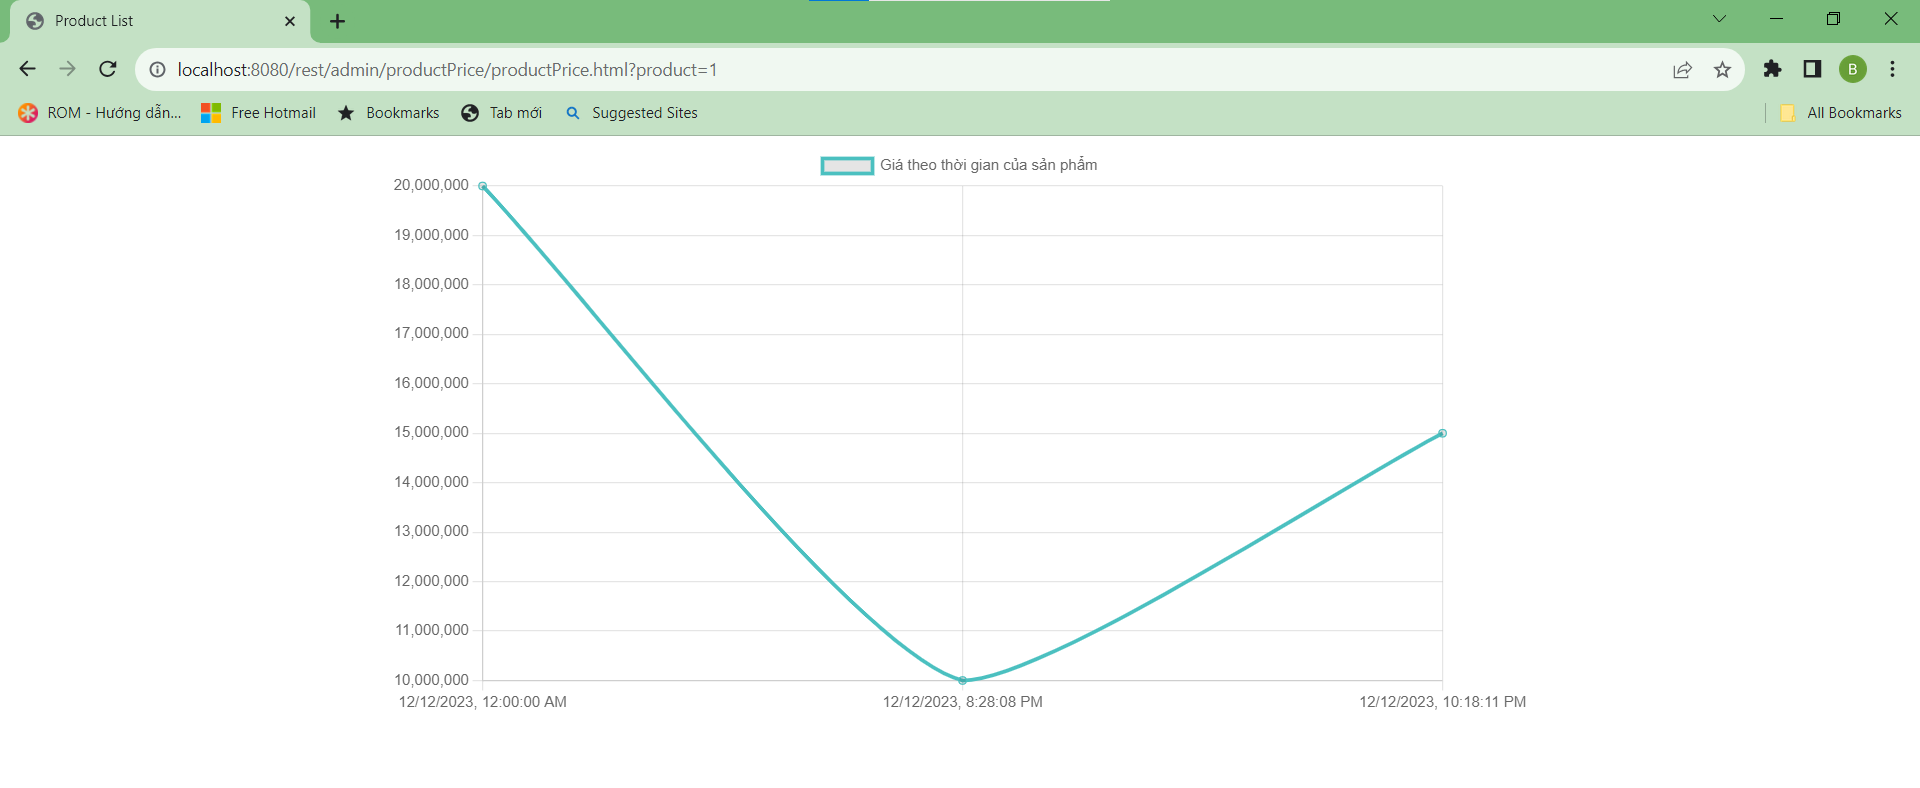 Product List
localhost:8080/rest/admin/productPrice/productPrice.html?product=1
B
ROM - Hướng dẫn...
Free Hotmail
Bookmarks
Tab mới
Suggested Sites
All Bookmarks
Giá theo thời gian của sản phẩm
20,000,000
19,000,000
18,000,000
17,000,000
16,000,000
15,000,000
14,000,000
13,000,000
12,000,000
11,000,000
10,000,000
12/12/2023, 12:00:00 AM
12/12/2023, 8:28:08 PM
12/12/2023, 10:18:11 PM